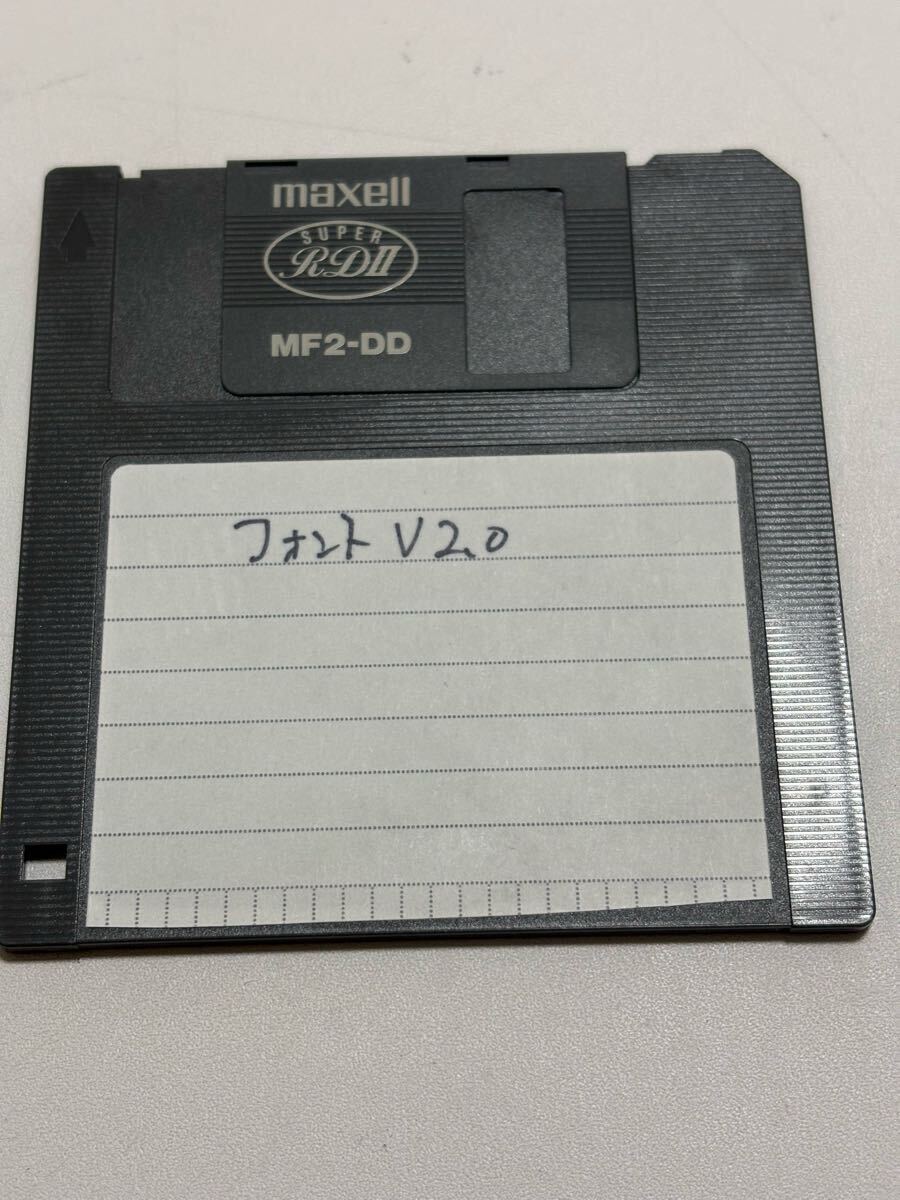 maxell
SUPER
RDII
MF2-DD
フォント V2.0